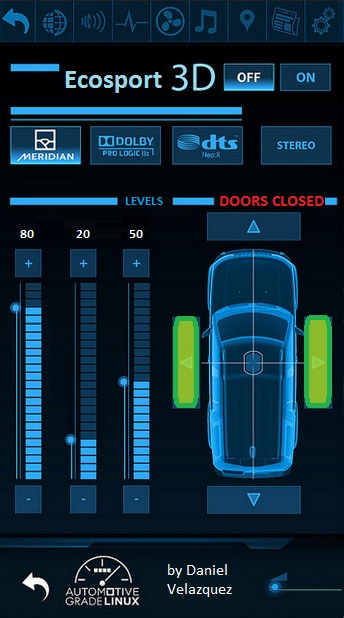 Ecosport 3D OFF ON
MERIDIAN
DOLBY
PRO LOGIC IIz
dts
Neo:X
STEREO
LEVELS
DOORS CLOSED
80 20 50
+ + +
- - -
AUTOMOTIVE
GRADE LINUX
by Daniel
Velazquez